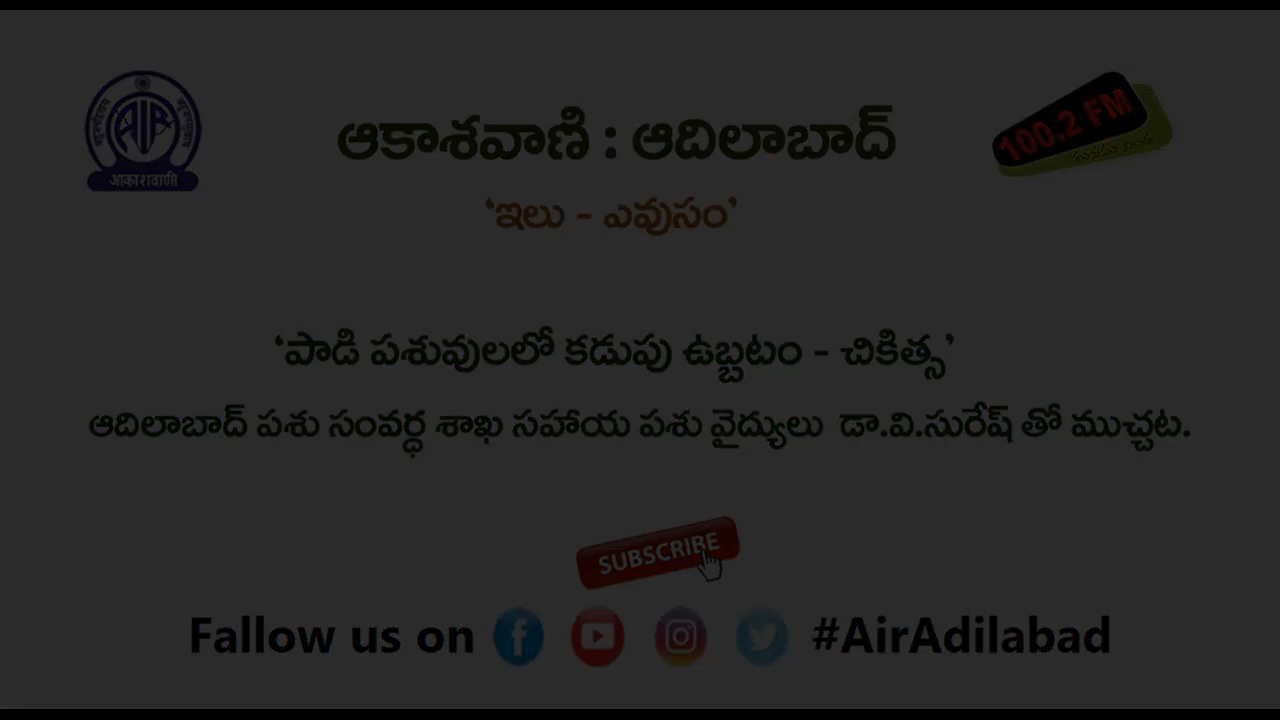 ఆకాశవాణి : ఆదిలాబాద్
100.2 FM
आकाशवाणी
‘ఇలు - ఎవుసం’
‘పాడి పశువులలో కడుపు ఉబ్బటం - చికిత్స’
ఆదిలాబాద్ పశు సంవర్ధ శాఖ సహాయ పశు వైద్యులు డా.వి.సురేష్ తో ముచ్చట.
SUBSCRIBE
Fallow us on #AirAdilabad